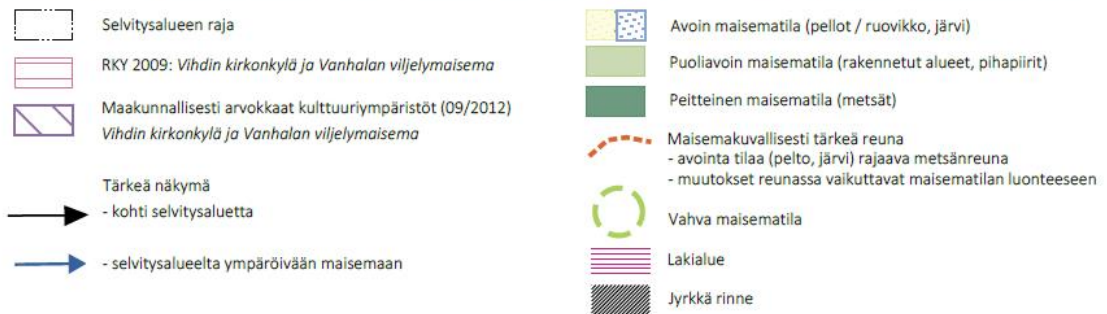 Selvitysalueen raja
RKY 2009: Vihdin kirkonkylä ja Vanhalan viljelymaisema
Maakunnallisesti arvokkaat kulttuuriympäristöt (09/2012)
Vihdin kirkonkylä ja Vanhalan viljelymaisema
Tärkeä näkymä
- kohti selvitysaluetta
- selvitysalueelta ympäröivään maisemaan
Avoin maisematila (pellot / ruovikko, järvi)
Puoliavoin maisematila (rakennetut alueet, pihapiirit)
Peitteinen maisematila (metsät)
Maisemakuvallisesti tärkeä reuna
- avointa tilaa (pelto, järvi) rajaava metsänreuna
- muutokset reunassa vaikuttavat maisematilan luonteeseen
Vahva maisematila
Lakialue
Jyrkkä rinne